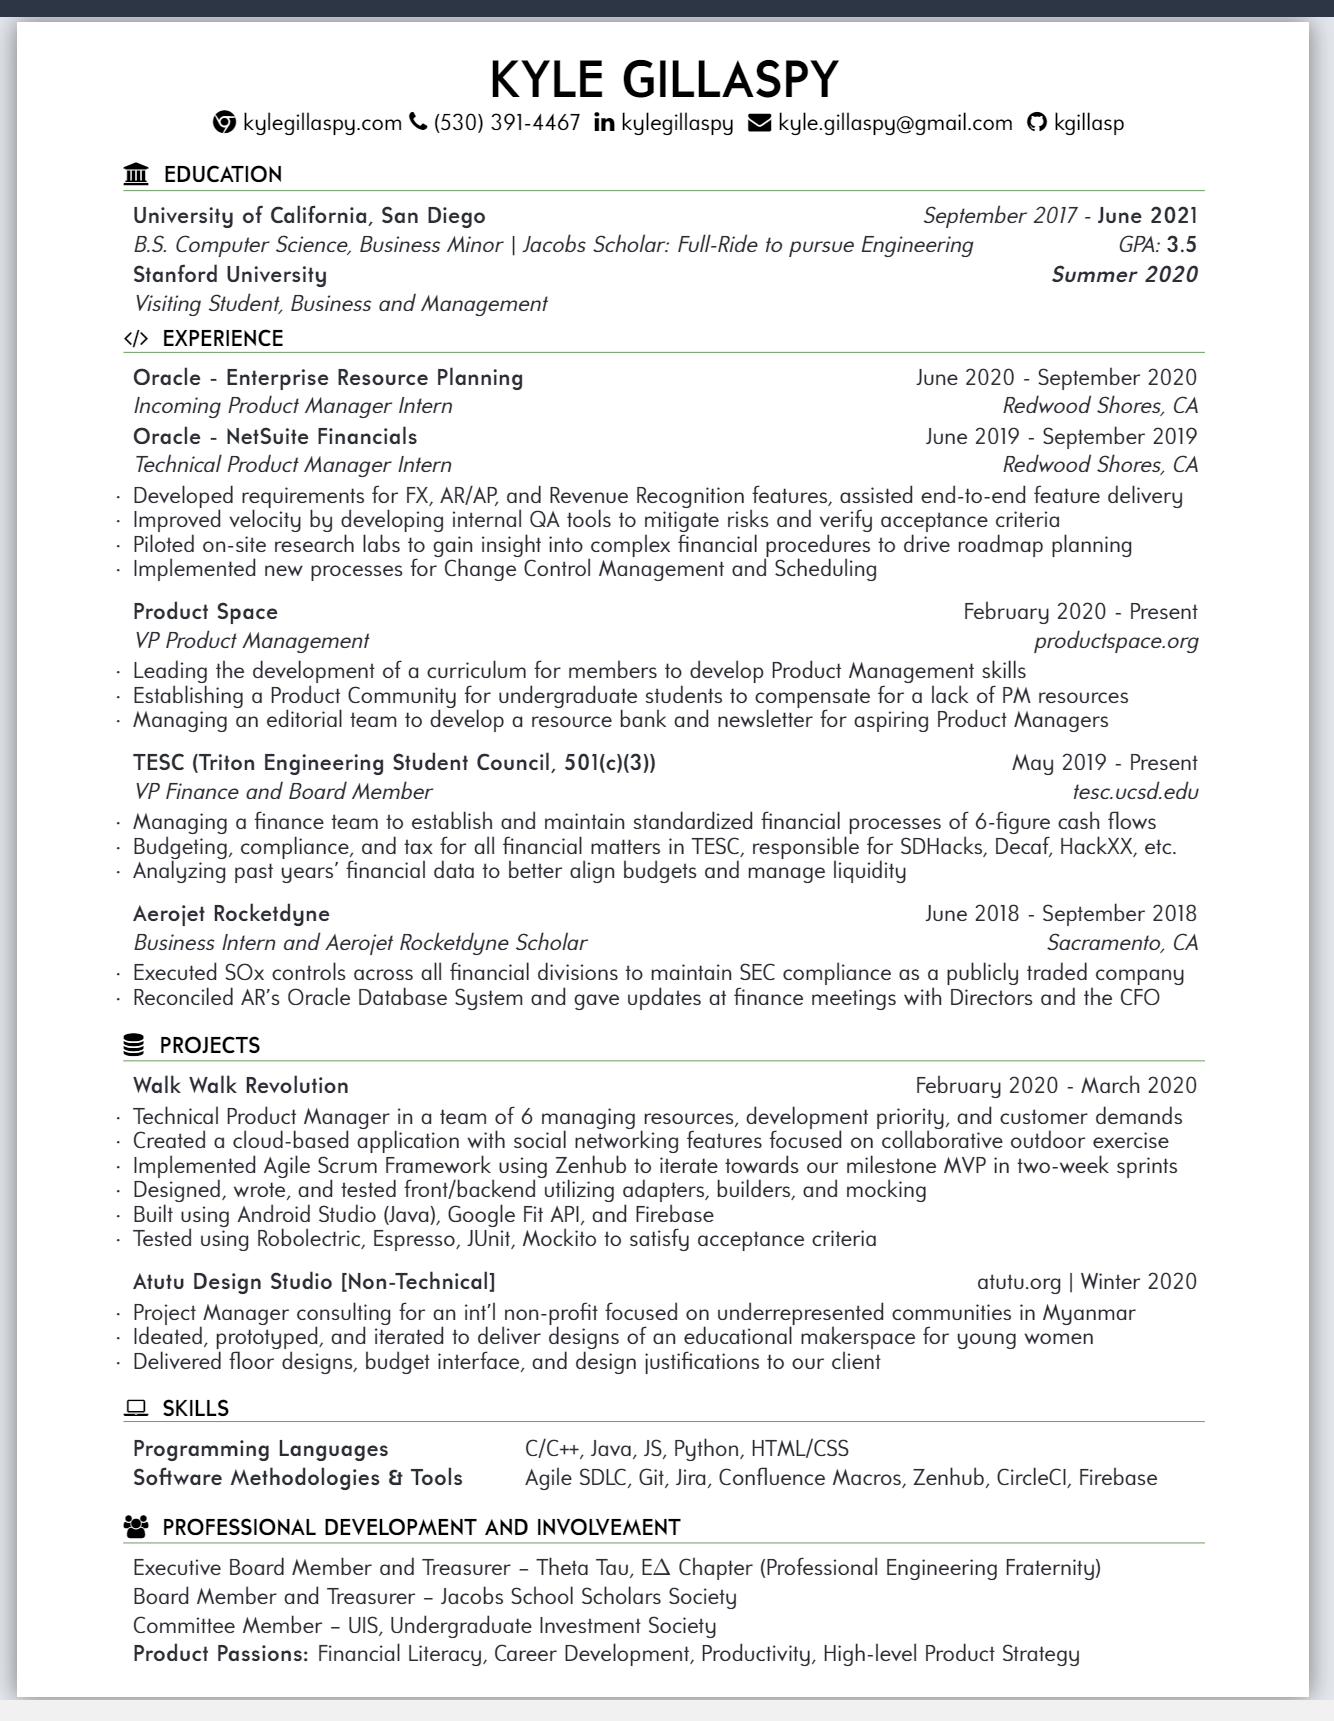 KYLE GILLASPY
kylegillaspy.com (530) 391-4467 kylegillaspy kyle.gillaspy@gmail.com kgillasp
EDUCATION
University of California, San Diego September 2017 - June 2021
B.S. Computer Science, Business Minor | Jacobs Scholar: Full-Ride to pursue Engineering GPA: 3.5
Stanford University Summer 2020
Visiting Student, Business and Management
</> EXPERIENCE
Oracle - Enterprise Resource Planning June 2020 - September 2020
Incoming Product Manager Intern Redwood Shores, CA
Oracle - NetSuite Financials June 2019 - September 2019
Technical Product Manager Intern Redwood Shores, CA
· Developed requirements for FX, AR/AP, and Revenue Recognition features, assisted end-to-end feature delivery
· Improved velocity by developing internal QA tools to mitigate risks and verify acceptance criteria
· Piloted on-site research labs to gain insight into complex financial procedures to drive roadmap planning
· Implemented new processes for Change Control Management and Scheduling
Product Space February 2020 - Present
VP Product Management productspace.org
· Leading the development of a curriculum for members to develop Product Management skills
· Establishing a Product Community for undergraduate students to compensate for a lack of PM resources
· Managing an editorial team to develop a resource bank and newsletter for aspiring Product Managers
TESC (Triton Engineering Student Council, 501(c)(3)) May 2019 - Present
VP Finance and Board Member tesc.ucsd.edu
· Managing a finance team to establish and maintain standardized financial processes of 6-figure cash flows
· Budgeting, compliance, and tax for all financial matters in TESC, responsible for SDHacks, Decaf, HackXX, etc.
· Analyzing past years' financial data to better align budgets and manage liquidity
Aerojet Rocketdyne June 2018 - September 2018
Business Intern and Aerojet Rocketdyne Scholar Sacramento, CA
· Executed SOx controls across all financial divisions to maintain SEC compliance as a publicly traded company
· Reconciled AR's Oracle Database System and gave updates at finance meetings with Directors and the CFO
PROJECTS
Walk Walk Revolution February 2020 - March 2020
· Technical Product Manager in a team of 6 managing resources, development priority, and customer demands
· Created a cloud-based application with social networking features focused on collaborative outdoor exercise
· Implemented Agile Scrum Framework using Zenhub to iterate towards our milestone MVP in two-week sprints
· Designed, wrote, and tested front/backend utilizing adapters, builders, and mocking
· Built using Android Studio (Java), Google Fit API, and Firebase
· Tested using Robolectric, Espresso, JUnit, Mockito to satisfy acceptance criteria
Atutu Design Studio [Non-Technical] atutu.org | Winter 2020
· Project Manager consulting for an int'l non-profit focused on underrepresented communities in Myanmar
· Ideated, prototyped, and iterated to deliver designs of an educational makerspace for young women
· Delivered floor designs, budget interface, and design justifications to our client
SKILLS
Programming Languages C/C++, Java, JS, Python, HTML/CSS
Software Methodologies & Tools Agile SDLC, Git, Jira, Confluence Macros, Zenhub, CircleCI, Firebase
PROFESSIONAL DEVELOPMENT AND INVOLVEMENT
Executive Board Member and Treasurer – Theta Tau, EΔ Chapter (Professional Engineering Fraternity)
Board Member and Treasurer – Jacobs School Scholars Society
Committee Member – UIS, Undergraduate Investment Society
Product Passions: Financial Literacy, Career Development, Productivity, High-level Product Strategy